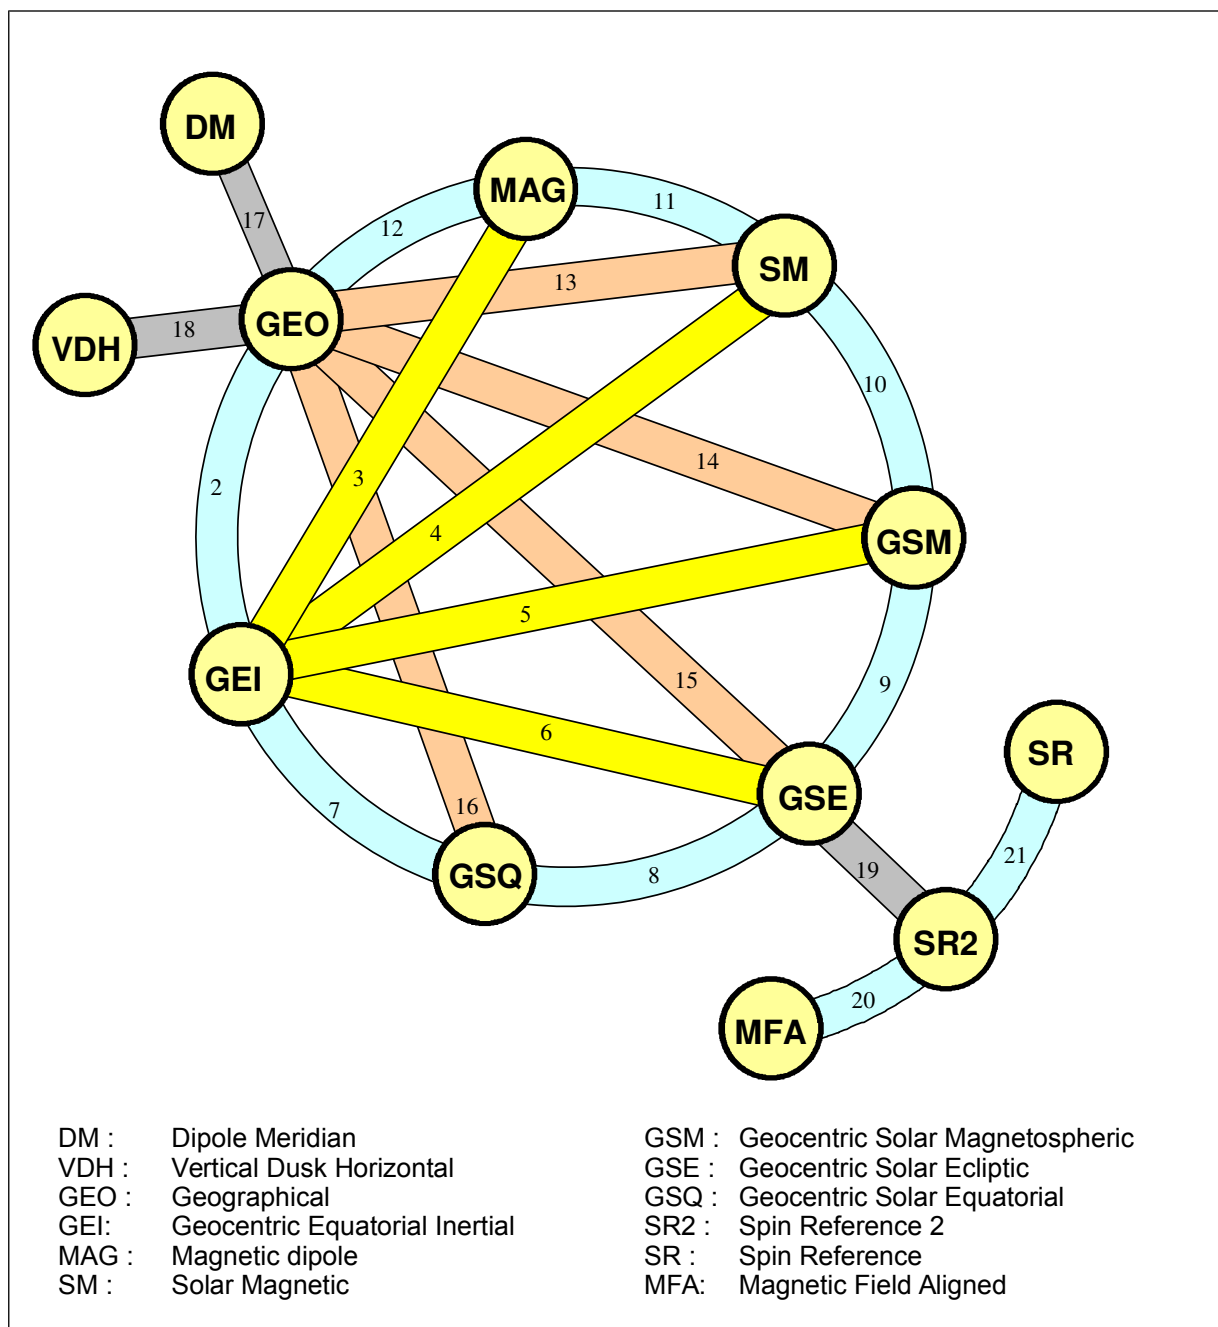 DM
MAG
11
12
17
SM
13
GEO
18
VDH
10
14
3
2
4
GSM
5
GEI
15
9
6
SR
GSE
16
7
21
19
GSQ
8
SR2
20
MFA
DM : Dipole Meridian
VDH : Vertical Dusk Horizontal
GEO : Geographical
GEI: Geocentric Equatorial Inertial
MAG : Magnetic dipole
SM : Solar Magnetic
GSM : Geocentric Solar Magnetospheric
GSE : Geocentric Solar Ecliptic
GSQ : Geocentric Solar Equatorial
SR2 : Spin Reference 2
SR : Spin Reference
MFA: Magnetic Field Aligned